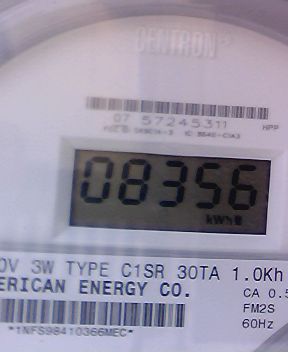 CENTRON
07 57245311
HPP
08356
kWh
0V 3W TYPE C1SR 30TA 1.0Kh
ERICAN ENERGY CO. CA 0.5
FM2S
*1NFS98410366MEC* 60Hz